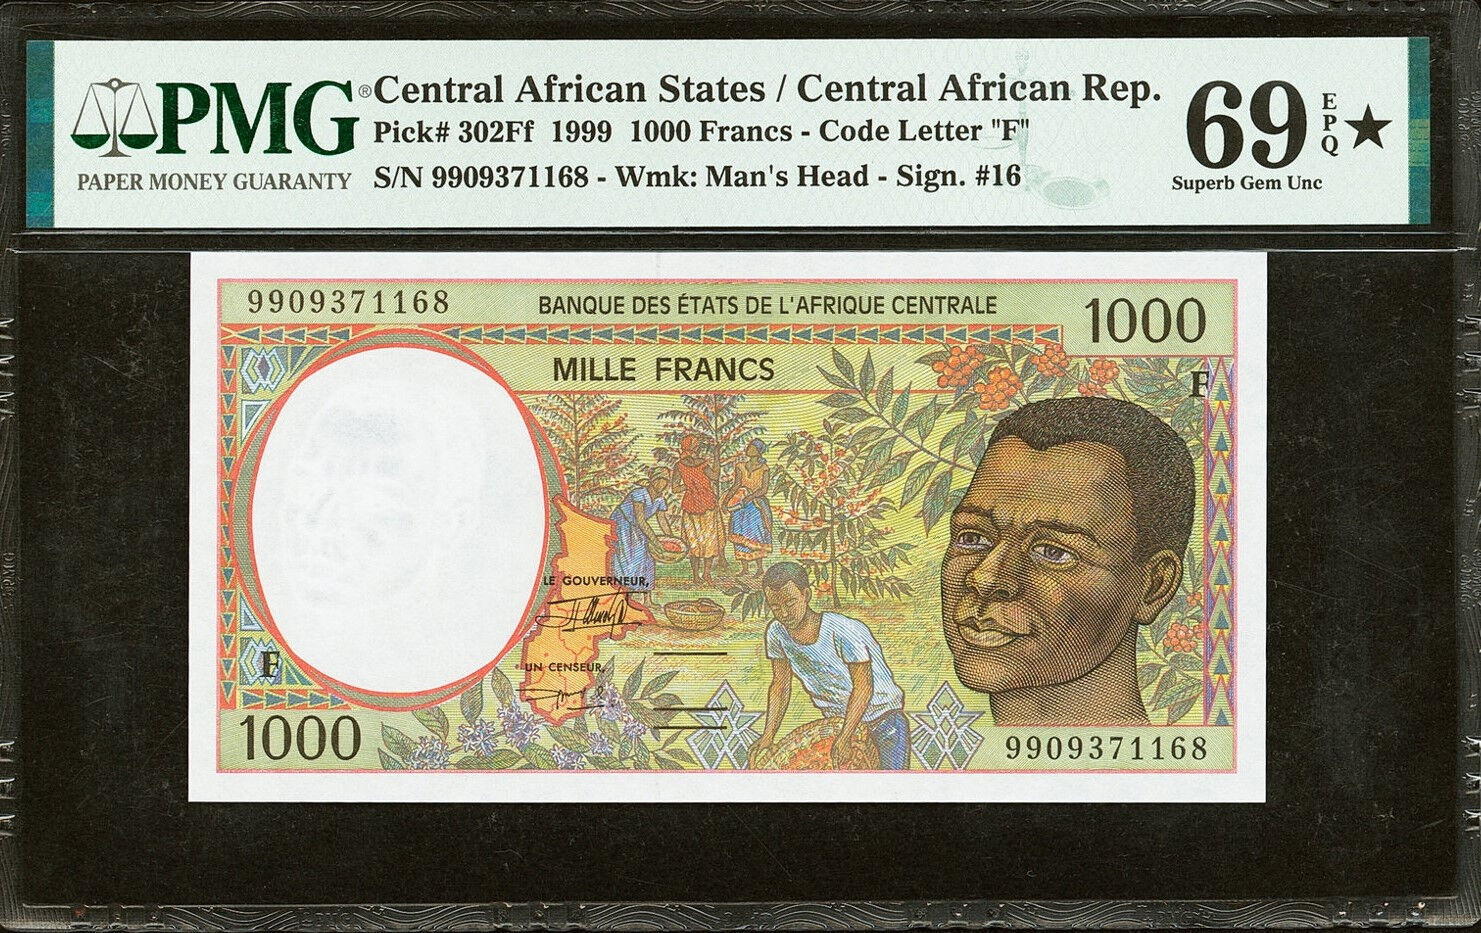 PMG®
PAPER MONEY GUARANTY
Central African States / Central African Rep.
Pick# 302Ff 1999 1000 Francs - Code Letter "F"
S/N 9909371168 - Wmk: Man's Head - Sign. #16
69
EPQ
★
Superb Gem Unc
9909371168
BANQUE DES ÉTATS DE L'AFRIQUE CENTRALE
1000
MILLE FRANCS
F
LE GOUVERNEUR,
UN CENSEUR,
F
1000
9909371168